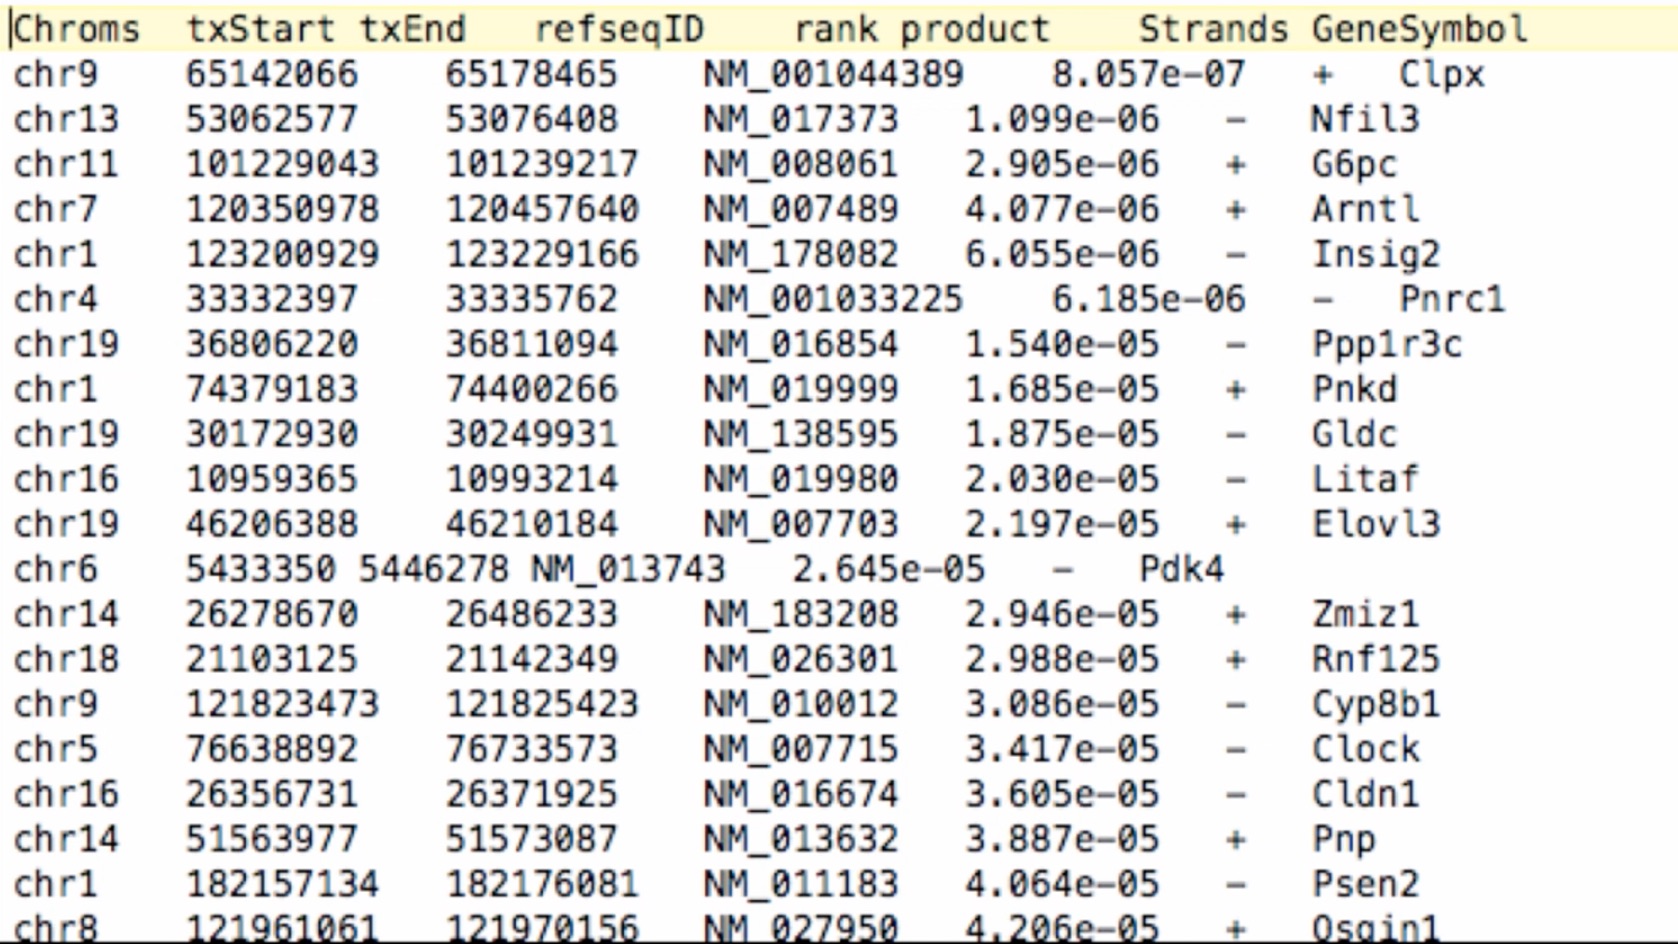 Chroms txStart txEnd refseqID rank product Strands GeneSymbol
chr9 65142066 65178465 NM_001044389 8.057e-07 + Clpx
chr13 53062577 53076408 NM_017373 1.099e-06 - Nfil3
chr11 101229043 101239217 NM_008061 2.905e-06 + G6pc
chr7 120350978 120457640 NM_007489 4.077e-06 + Arntl
chr1 123200929 123229166 NM_178082 6.055e-06 - Insig2
chr4 33332397 33335762 NM_001033225 6.185e-06 - Pnrc1
chr19 36806220 36811094 NM_016854 1.540e-05 - Ppp1r3c
chr1 74379183 74400266 NM_019999 1.685e-05 + Pnkd
chr19 30172930 30249931 NM_138595 1.875e-05 - Gldc
chr16 10959365 10993214 NM_019980 2.030e-05 - Litaf
chr19 46206388 46210184 NM_007703 2.197e-05 + Elovl3
chr6 5433350 5446278 NM_013743 2.645e-05 - Pdk4
chr14 26278670 26486233 NM_183208 2.946e-05 + Zmiz1
chr18 21103125 21142349 NM_026301 2.988e-05 + Rnf125
chr9 121823473 121825423 NM_010012 3.086e-05 - Cyp8b1
chr5 76638892 76733573 NM_007715 3.417e-05 - Clock
chr16 26356731 26371925 NM_016674 3.605e-05 - Cldn1
chr14 51563977 51573087 NM_013632 3.887e-05 + Pnp
chr1 182157134 182176081 NM_011183 4.064e-05 - Psen2
chr8 121961061 121970156 NM_027950 4.206e-05 + Osgin1